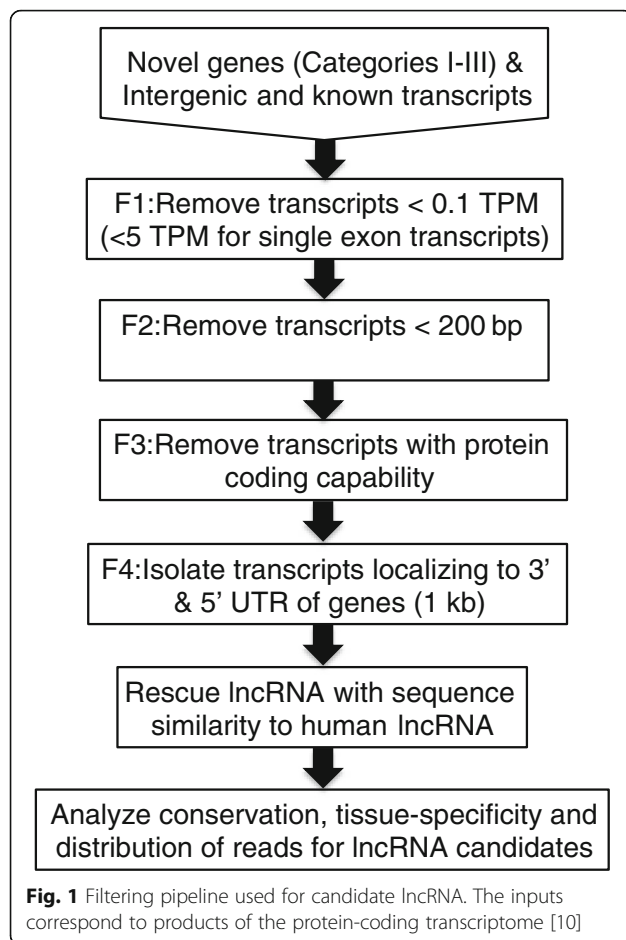 Novel genes (Categories I-III) &
Intergenic and known transcripts
F1:Remove transcripts < 0.1 TPM
(<5 TPM for single exon transcripts)
F2:Remove transcripts < 200 bp
F3:Remove transcripts with protein
coding capability
F4:Isolate transcripts localizing to 3’
& 5’ UTR of genes (1 kb)
Rescue lncRNA with sequence
similarity to human lncRNA
Analyze conservation, tissue-specificity and
distribution of reads for lncRNA candidates
Fig. 1 Filtering pipeline used for candidate lncRNA. The inputs
correspond to products of the protein-coding transcriptome [10]